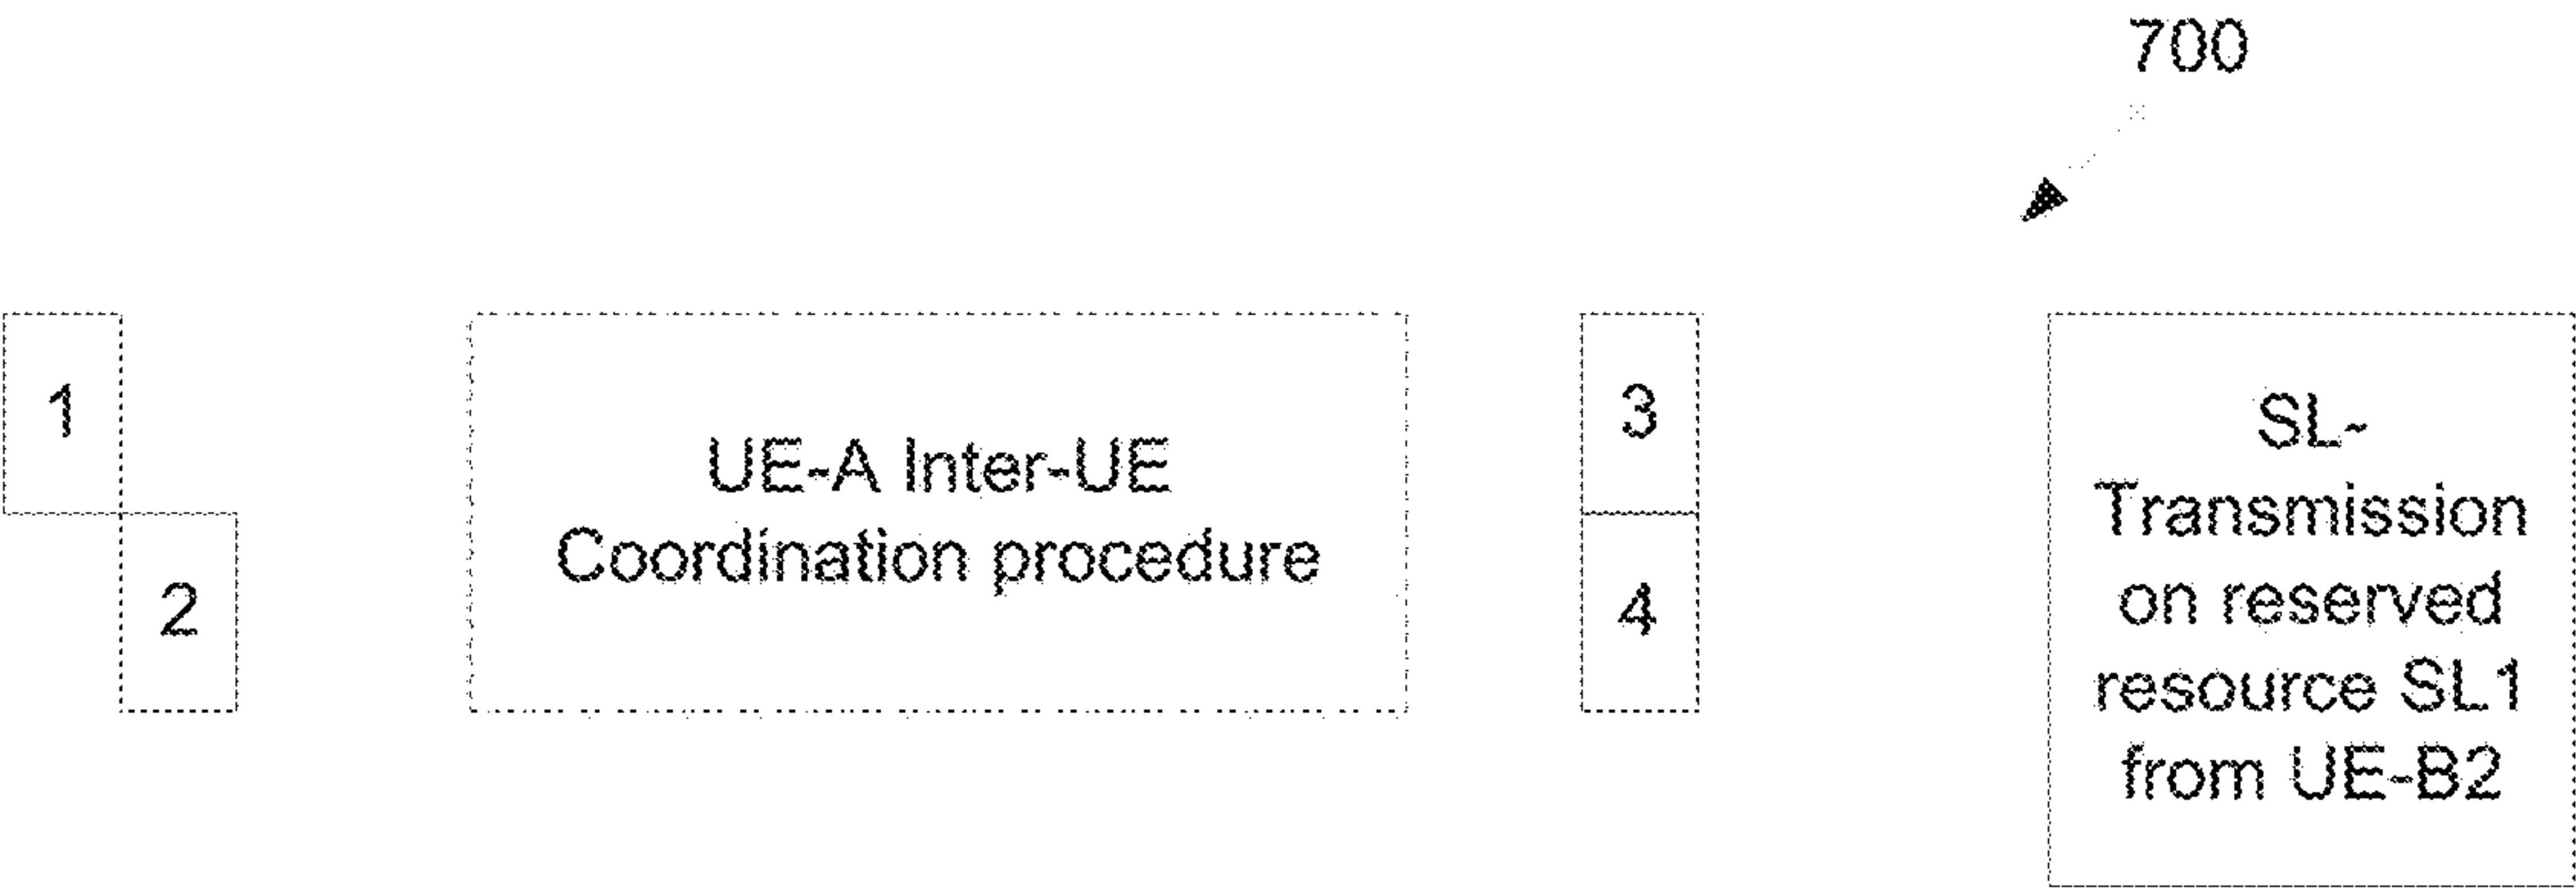 700
1
2
UE-A Inter-UE
Coordination procedure
3
4
SL-
Transmission
on reserved
resource SL1
from UE-B2